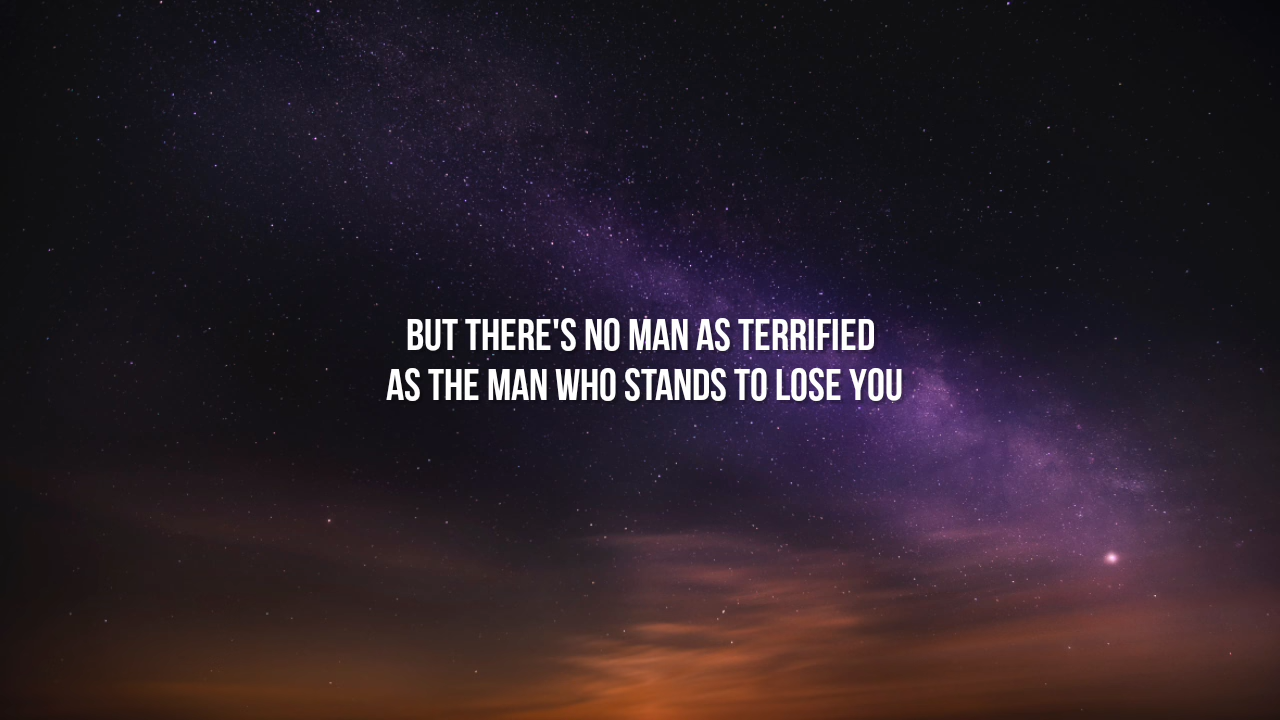 BUT THERE'S NO MAN AS TERRIFIED
AS THE MAN WHO STANDS TO LOSE YOU